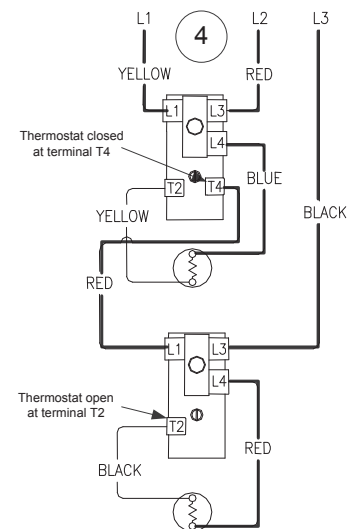 L1 L2 L3
4
YELLOW RED
L1 L3
Thermostat closed
at terminal T4
L4
T2 T4
BLUE
YELLOW
BLACK
RED
L1 L3
L4
Thermostat open
at terminal T2
T2
RED
BLACK